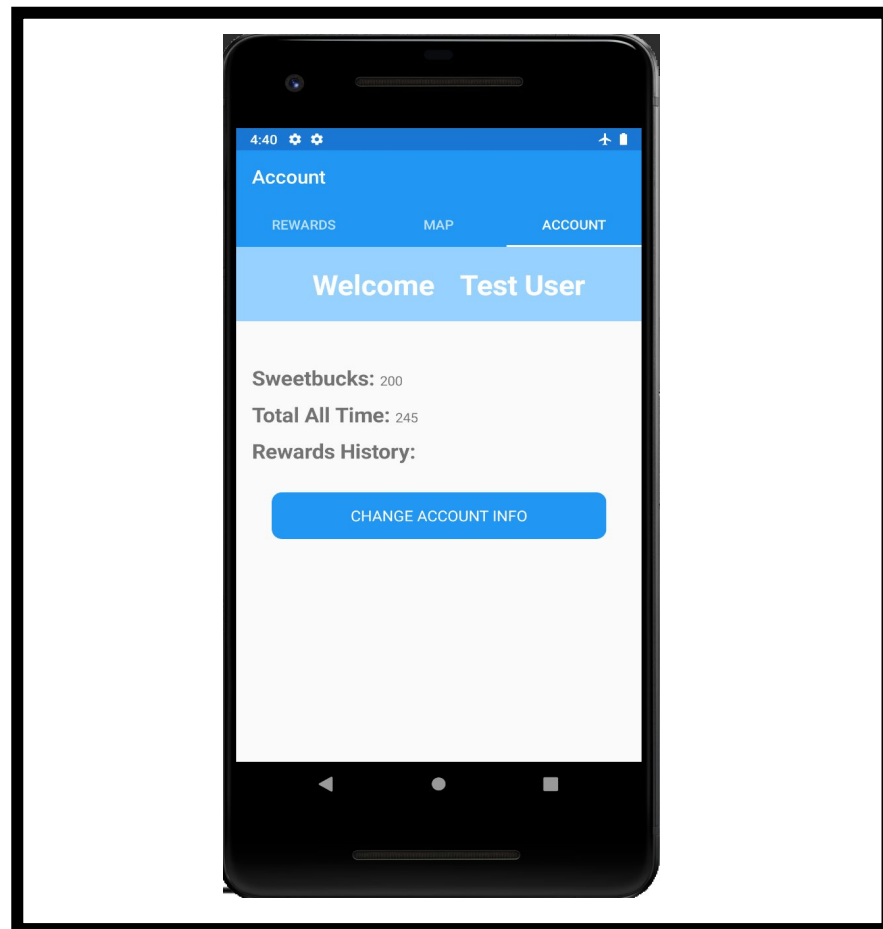 4:40
Account
REWARDS MAP ACCOUNT
Welcome Test User
Sweetbucks: 200
Total All Time: 245
Rewards History:
CHANGE ACCOUNT INFO